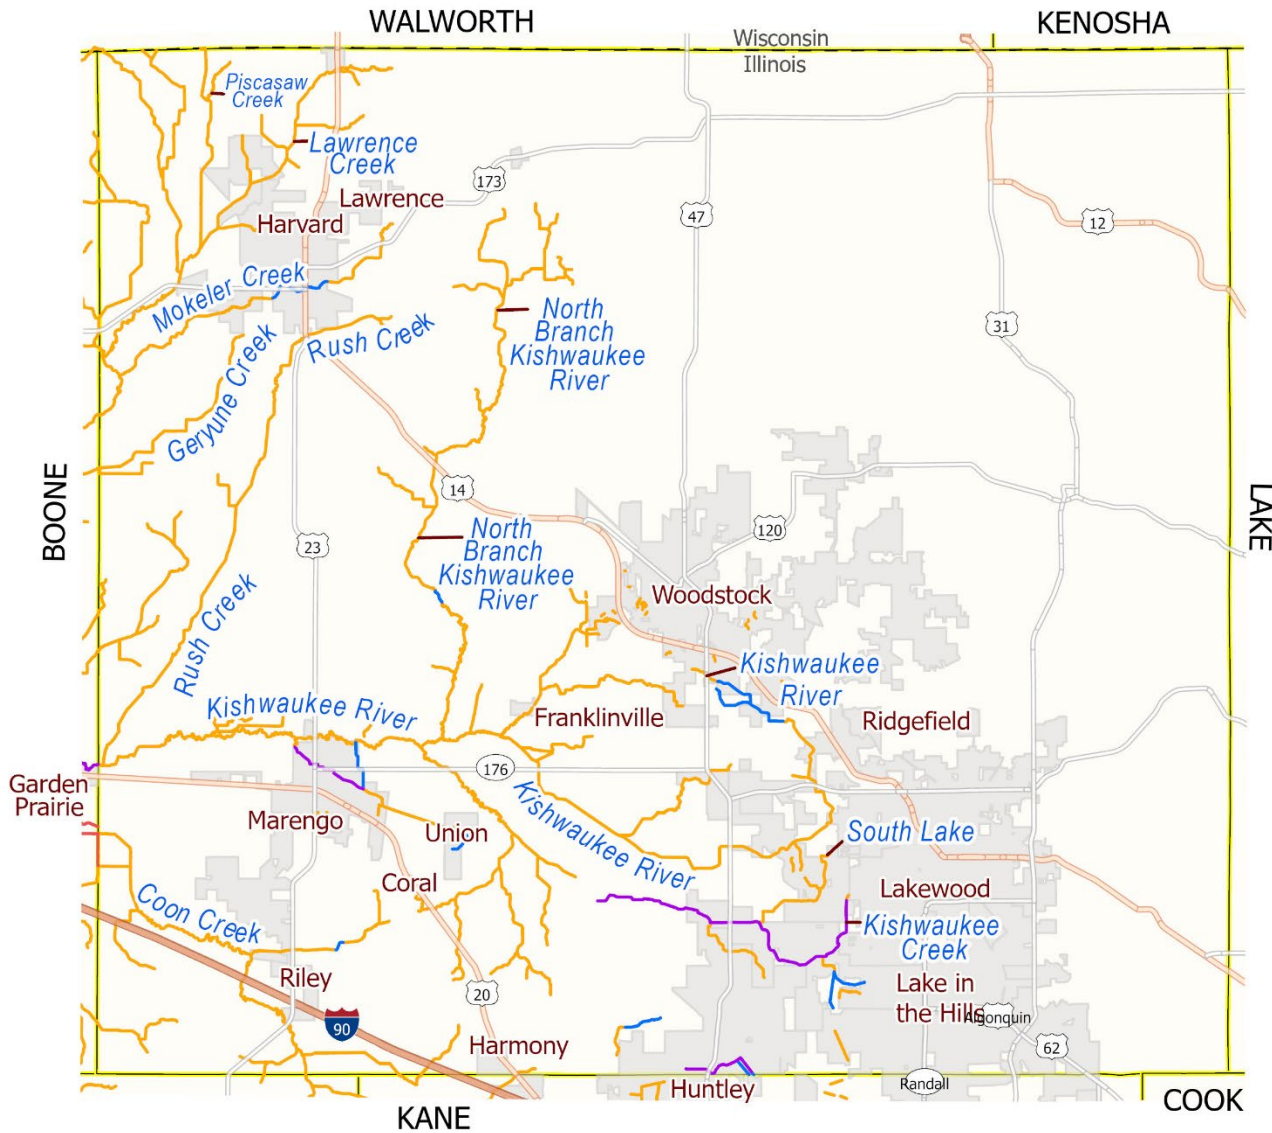 WALWORTH
KENOSHA
Wisconsin
Illinois
Piscasaw
Creek
Lawrence
Creek
173
Lawrence
47
12
Harvard
Mokeler Creek
North
Branch
Kishwaukee
River
31
Rush Creek
Geryune Creek
BOONE
14
LAKE
23
120
North
Branch
Kishwaukee
River
Woodstock
Rush Creek
Kishwaukee
River
Kishwaukee River
Franklinville
Ridgefield
176
Garden
Prairie
Marengo
Union
Kishwaukee River
South Lake
Coral
Lakewood
Coon Creek
Kishwaukee
Creek
Riley
20
Lake in
the Hills
Algonquin
90
Harmony
62
Huntley
Randall
KANE
COOK